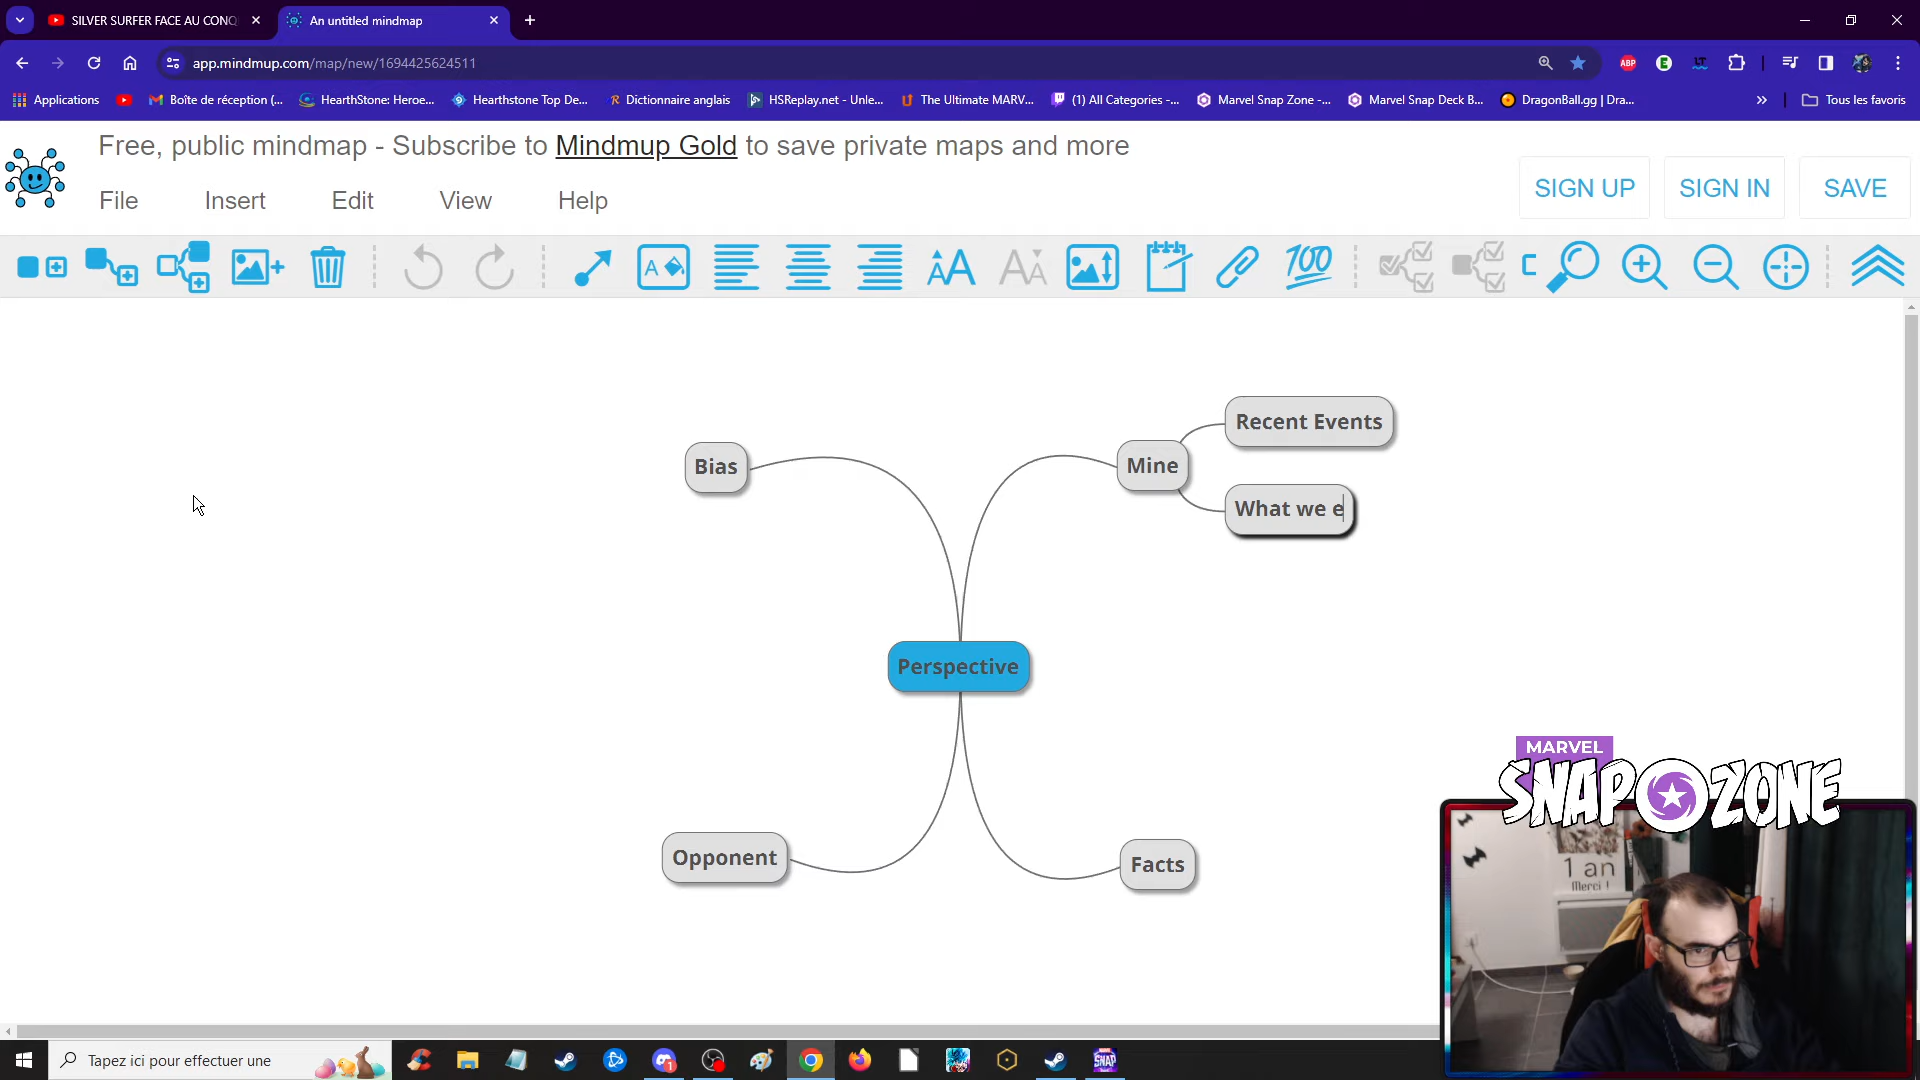 SILVER SURFER FACE AU CONQ
An untitled mindmap
app.mindmup.com/map/new/1694425624511
ABP
Applications
Boîte de réception (...
HearthStone: Heroe...
Hearthstone Top De...
Dictionnaire anglais
HSReplay.net - Unle...
The Ultimate MARV...
(1) All Categories -...
Marvel Snap Zone -...
Marvel Snap Deck B...
DragonBall.gg | Dra...
Tous les favoris
Free, public mindmap - Subscribe to Mindmup Gold to save private maps and more
File Insert Edit View Help
SIGN UP
SIGN IN
SAVE
Recent Events
Bias
Mine
What we e
Perspective
Opponent
Facts
MARVEL
SNAP ZONE
1 an
Merci !
Tapez ici pour effectuer une